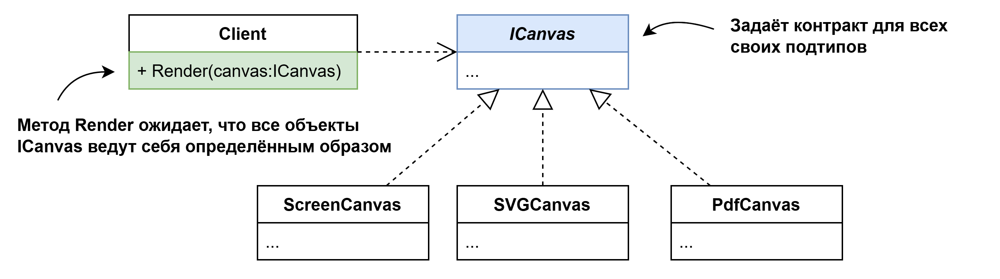 Client
+ Render(canvas:ICanvas)
ICanvas
...
Задаёт контракт для всех
своих подтипов
Метод Render ожидает, что все объекты
ICanvas ведут себя определённым образом
ScreenCanvas
...
SVGCanvas
...
PdfCanvas
...